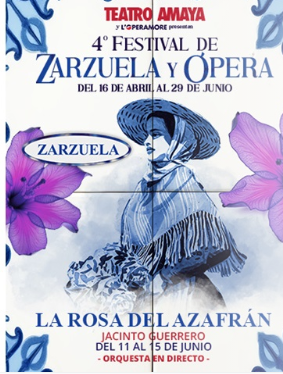 TEATRO AMAYA
y L'OPERAMORE presentan
4º FESTIVAL DE
ZARZUELA Y ÓPERA
DEL 16 DE ABRIL AL 29 DE JUNIO
ZARZUELA
LA ROSA DEL AZAFRÁN
JACINTO GUERRERO
DEL 11 AL 15 DE JUNIO
- ORQUESTA EN DIRECTO -